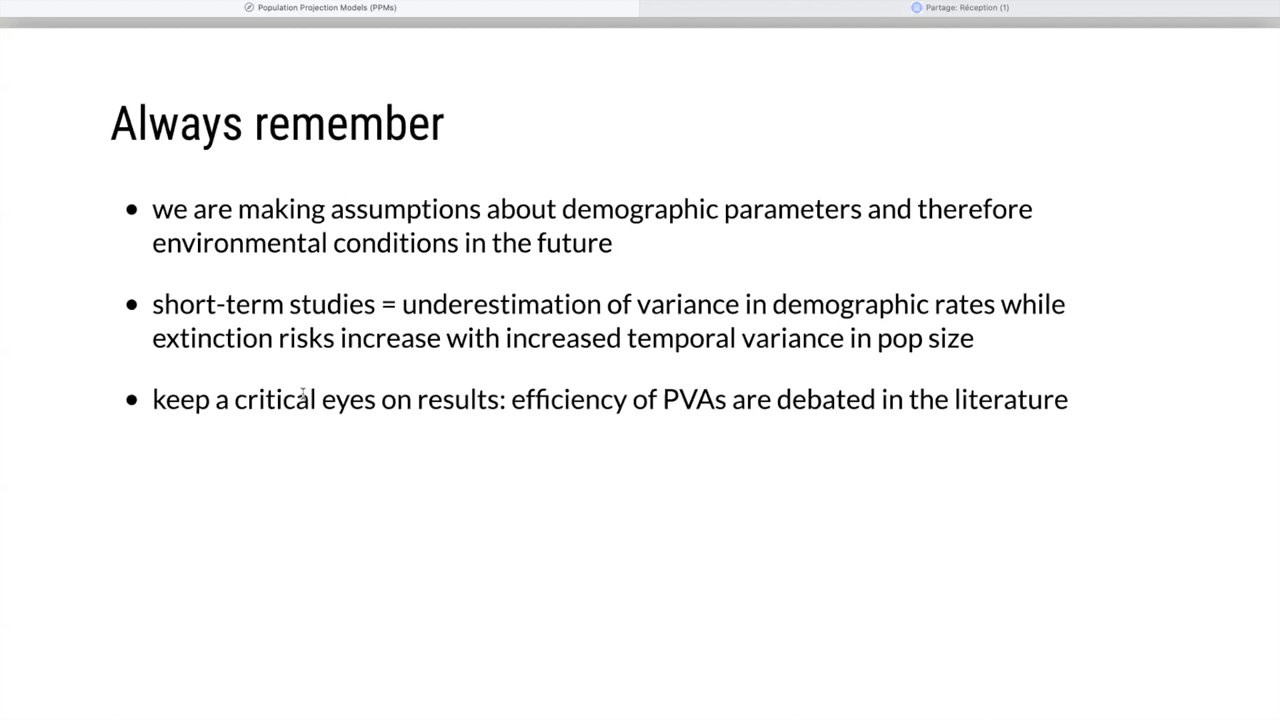 Population Projection Models (PPMs)
Partage: Réception (1)
Always remember
we are making assumptions about demographic parameters and therefore
environmental conditions in the future
short-term studies = underestimation of variance in demographic rates while
extinction risks increase with increased temporal variance in pop size
keep a critical eyes on results: efficiency of PVAs are debated in the literature